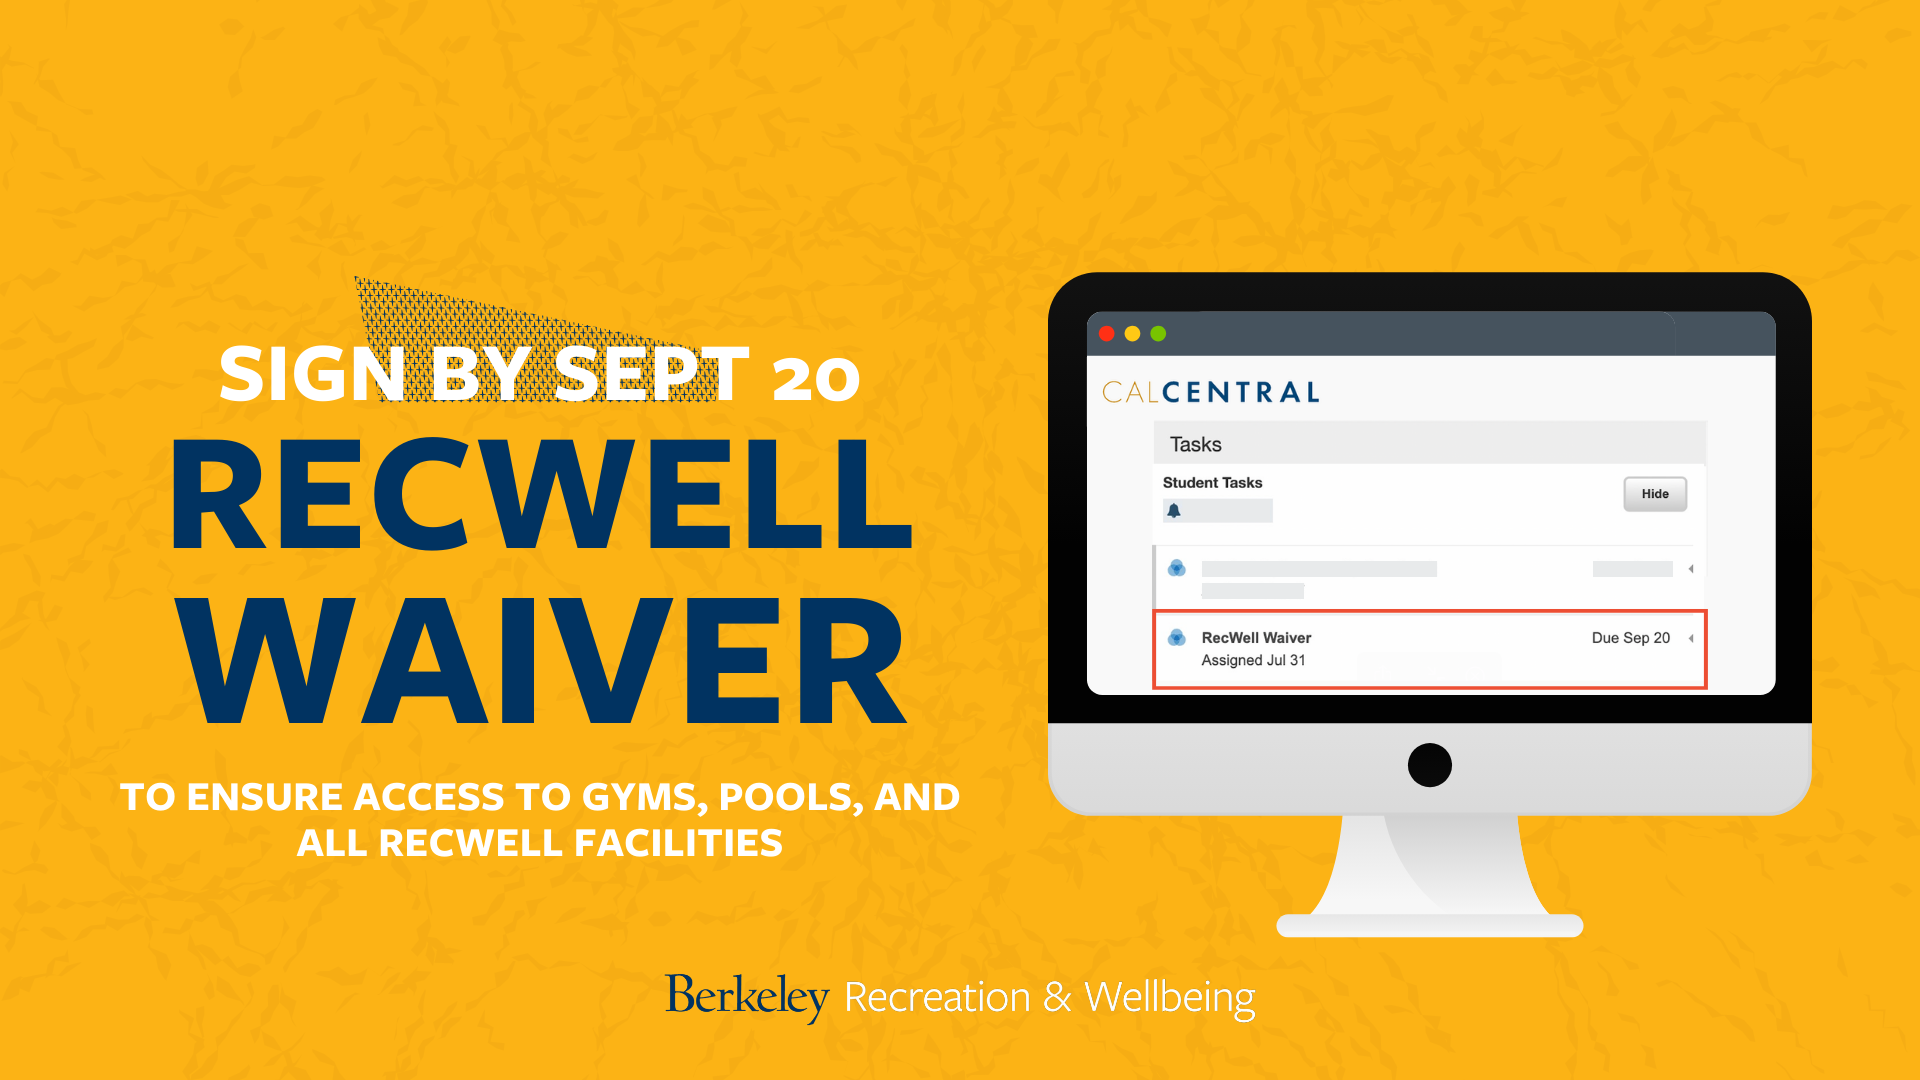 SIGN BY SEPT 20
RECWELL
WAIVER
TO ENSURE ACCESS TO GYMS, POOLS, AND
ALL RECWELL FACILITIES
CALCENTRAL
Tasks
Student Tasks
Hide
RecWell Waiver
Due Sep 20
Assigned Jul 31
Berkeley Recreation & Wellbeing